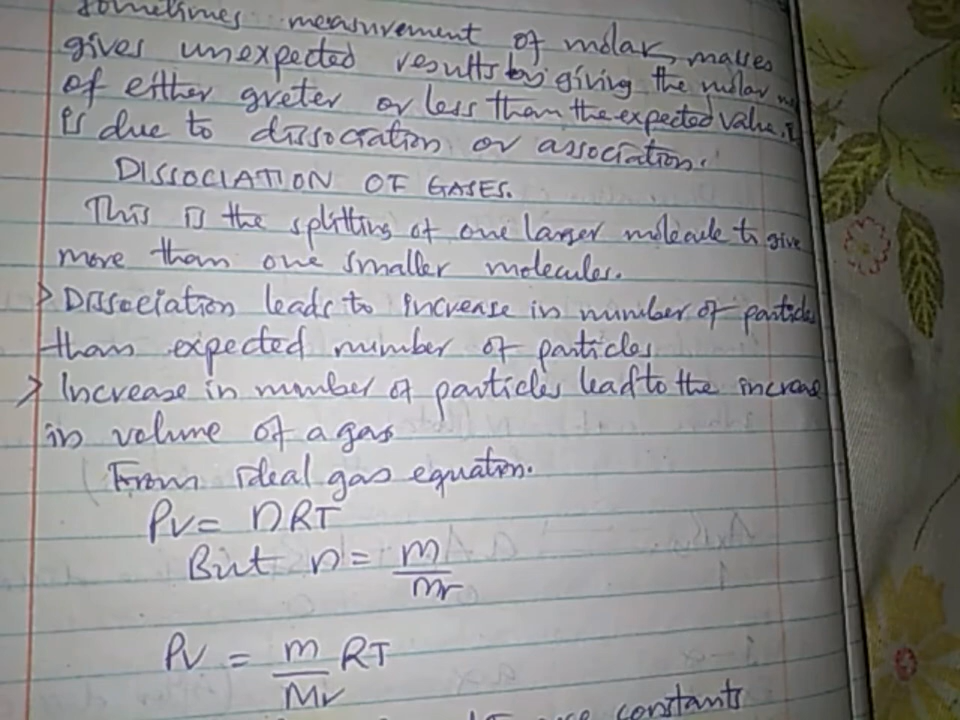 sometimes measurement of molar masses
gives unexpected results by giving the molar
of either greter or less than the expected value,
is due to dissociation or association.
DISSOCIATION OF GASES.
This is the splitting of one larger molecule to give
more than one smaller molecules.
> Dissociation leads to increase in number of particles
than expected number of particles
> Increase in number of particles lead to the increase
in volume of a gas
From ideal gas equation.
PV = nRT
But n = m/Mr
PV = m/Mr RT
constants